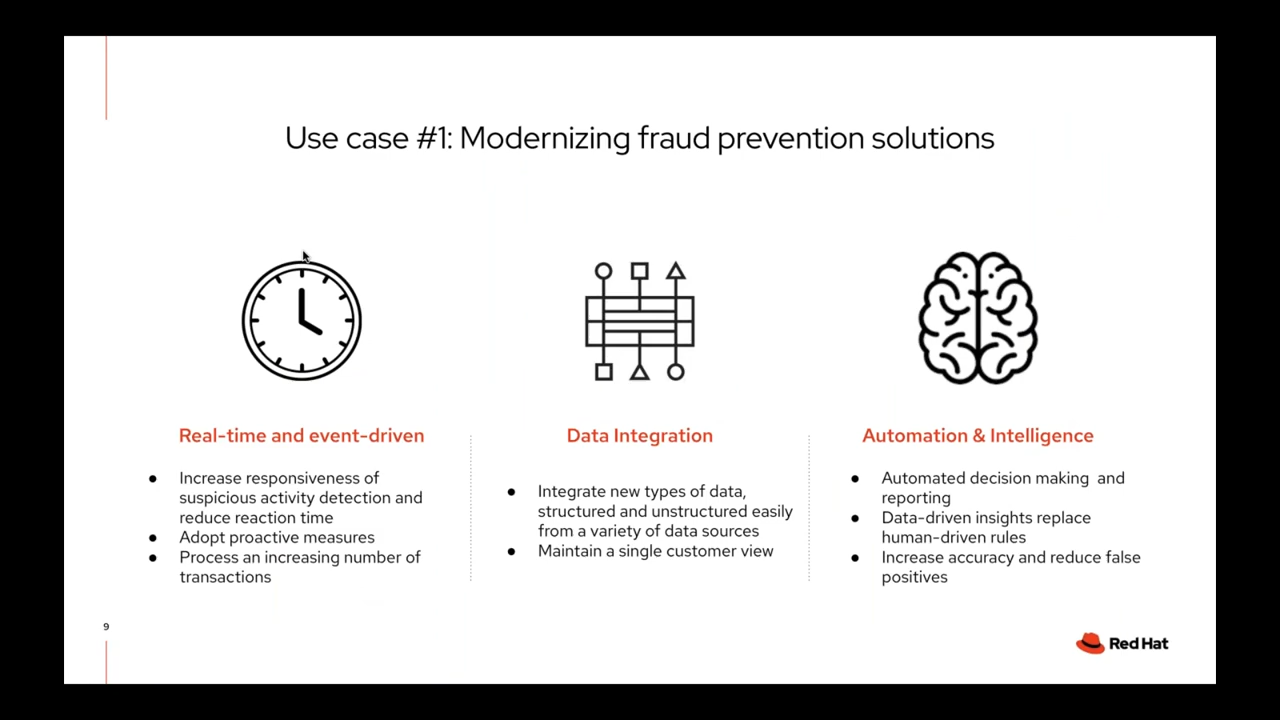 Use case #1: Modernizing fraud prevention solutions
Real-time and event-driven
● Increase responsiveness of
suspicious activity detection and
reduce reaction time
● Adopt proactive measures
● Process an increasing number of
transactions
Data Integration
● Integrate new types of data,
structured and unstructured easily
from a variety of data sources
● Maintain a single customer view
Automation & Intelligence
● Automated decision making and
reporting
● Data-driven insights replace
human-driven rules
● Increase accuracy and reduce false
positives
9
Red Hat